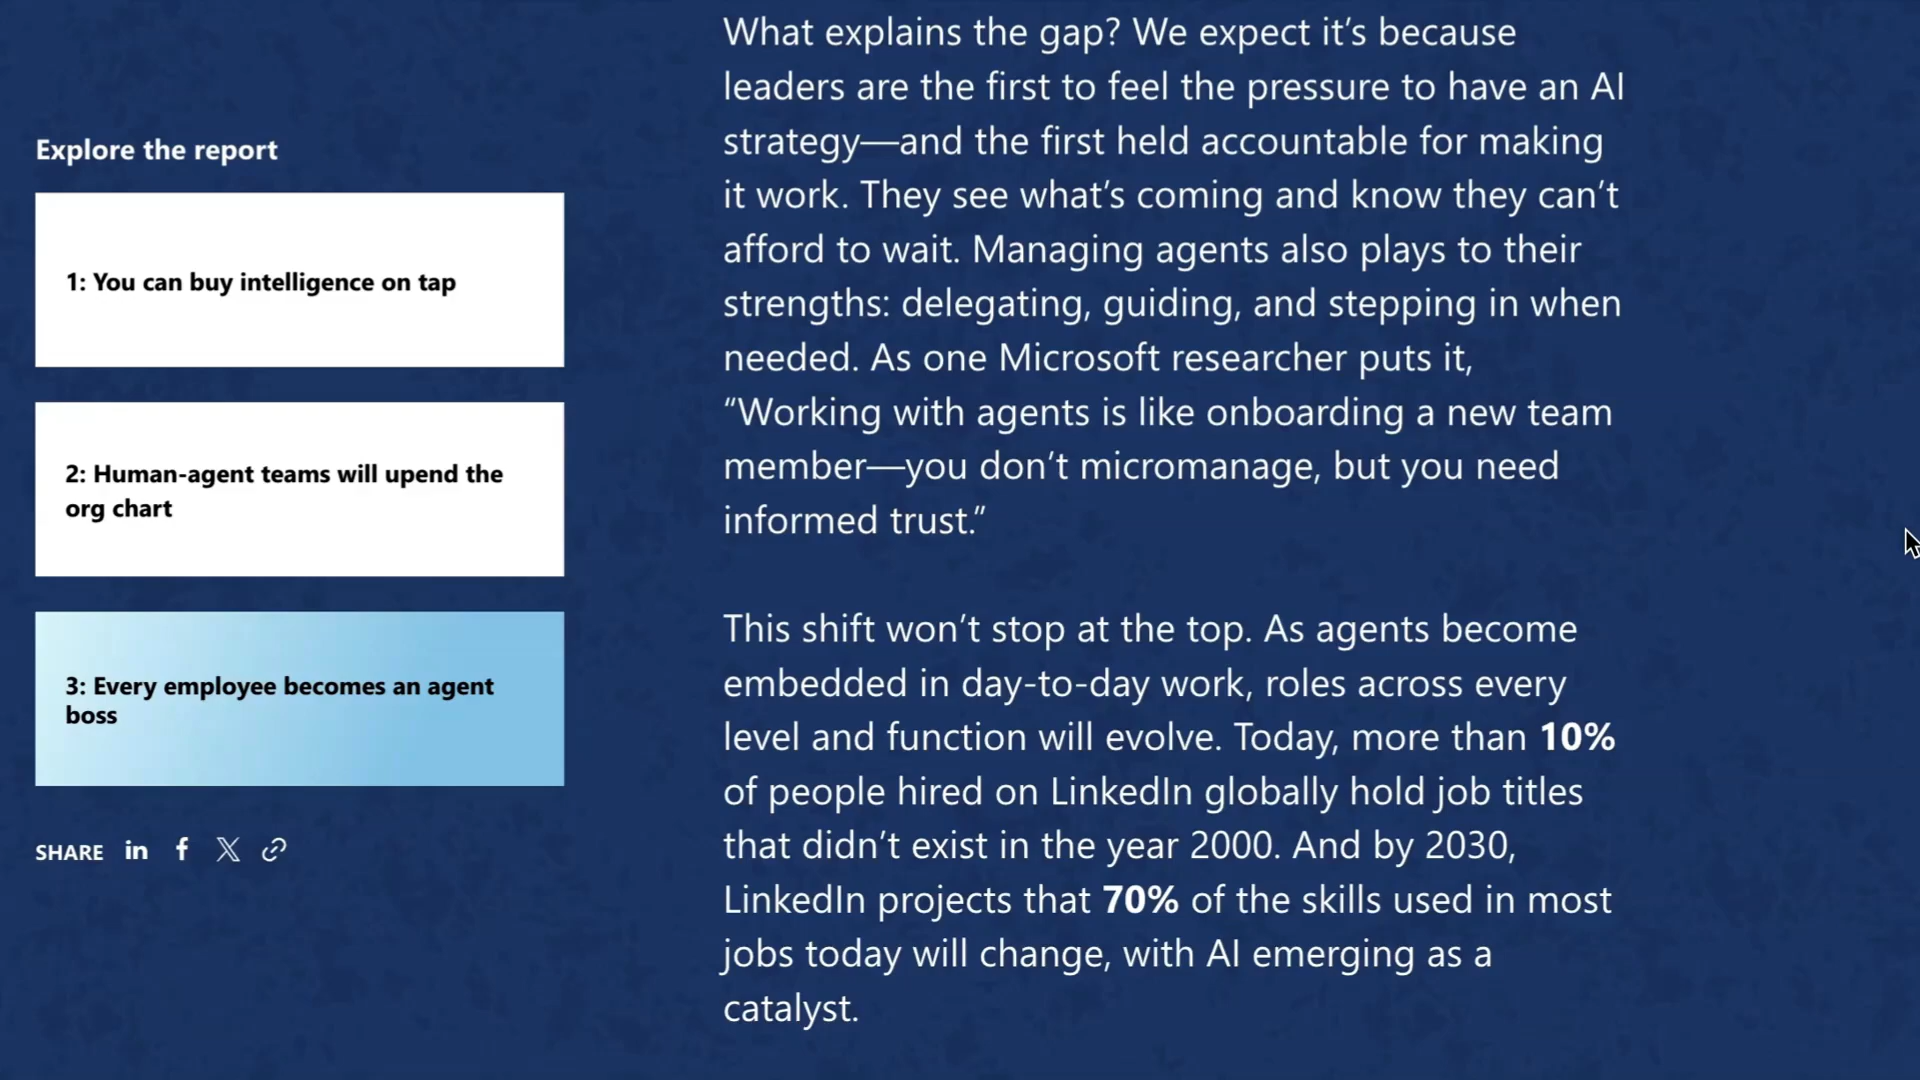 Explore the report
1: You can buy intelligence on tap
2: Human-agent teams will upend the
org chart
3: Every employee becomes an agent
boss
SHARE
What explains the gap? We expect it’s because
leaders are the first to feel the pressure to have an AI
strategy—and the first held accountable for making
it work. They see what’s coming and know they can’t
afford to wait. Managing agents also plays to their
strengths: delegating, guiding, and stepping in when
needed. As one Microsoft researcher puts it,
“Working with agents is like onboarding a new team
member—you don’t micromanage, but you need
informed trust.”
This shift won’t stop at the top. As agents become
embedded in day-to-day work, roles across every
level and function will evolve. Today, more than 10%
of people hired on LinkedIn globally hold job titles
that didn’t exist in the year 2000. And by 2030,
LinkedIn projects that 70% of the skills used in most
jobs today will change, with AI emerging as a
catalyst.